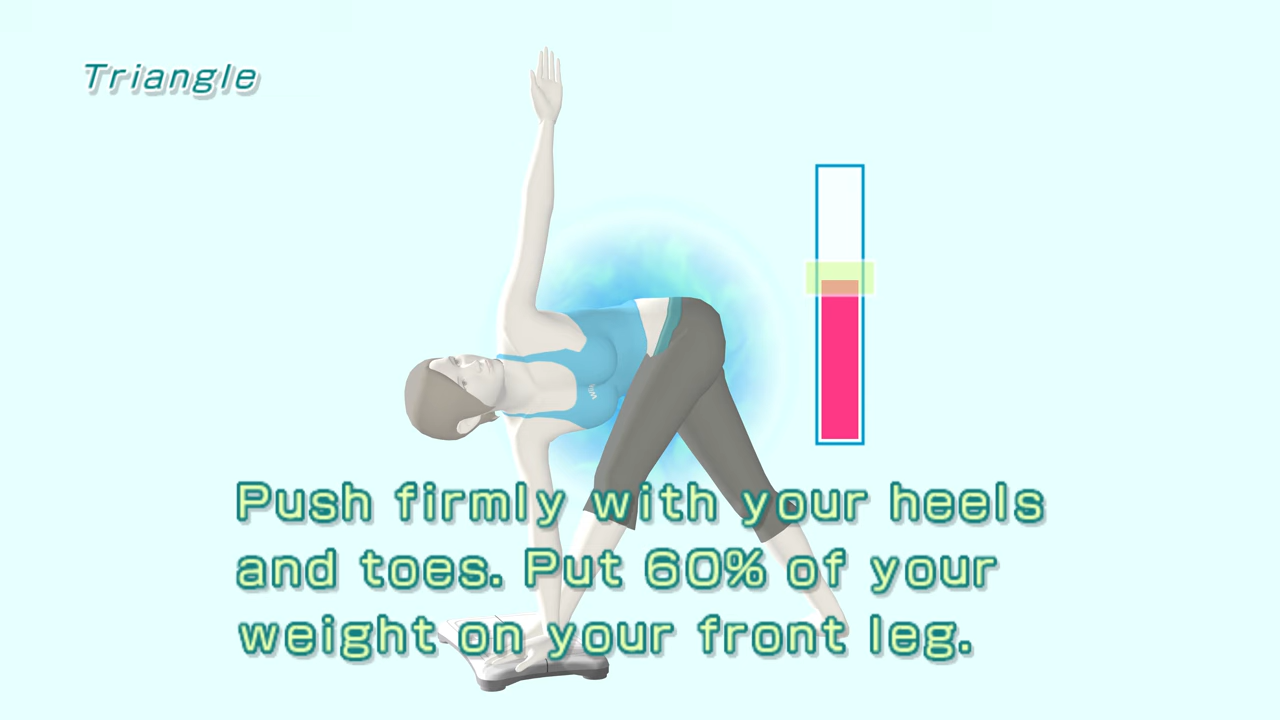 Triangle
Push firmly with your heels
and toes. Put 60% of your
weight on your front leg.